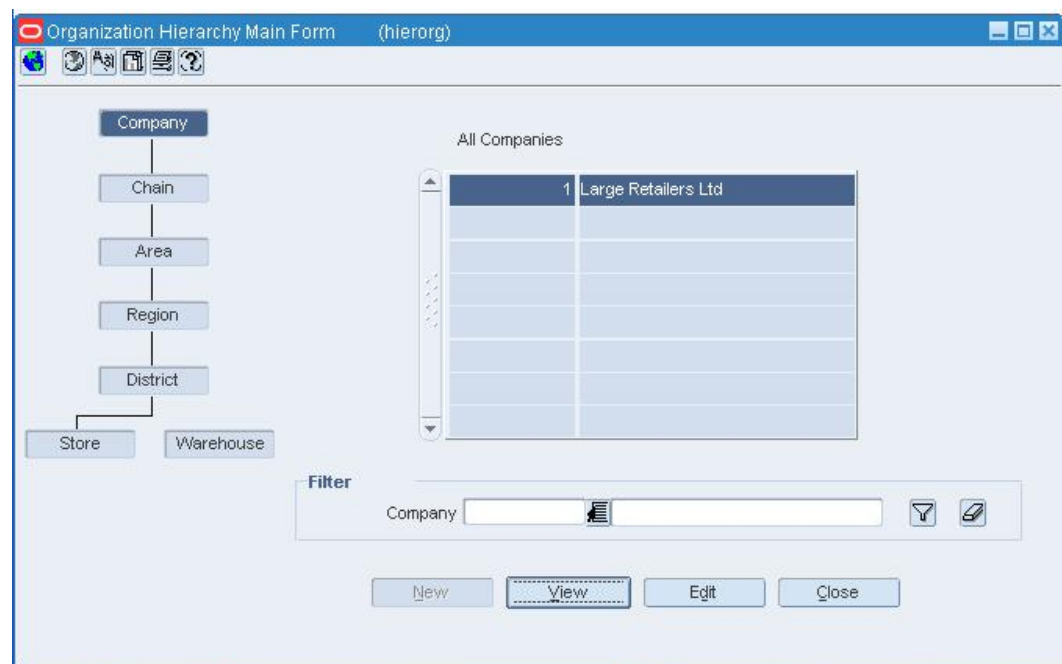 Organization Hierarchy Main Form (hierorg)
Company
All Companies
Chain
1 Large Retailers Ltd
Area
Region
District
Store Warehouse
Filter
Company
New View Edit Close